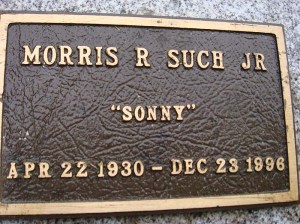 MORRIS R SUCH JR
"SONNY"
APR 22 1930 – DEC 23 1996